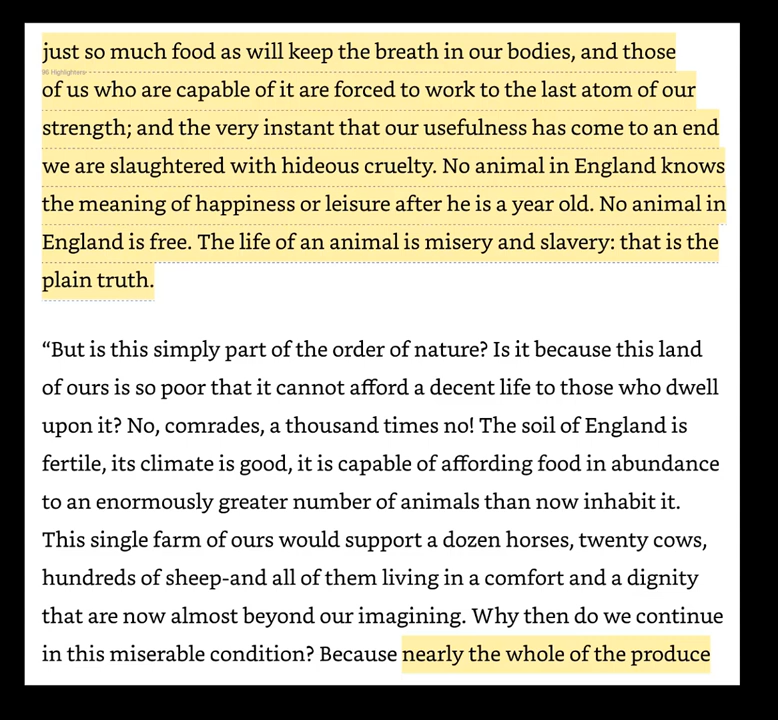 just so much food as will keep the breath in our bodies, and those
96 Highlighters
of us who are capable of it are forced to work to the last atom of our
strength; and the very instant that our usefulness has come to an end
we are slaughtered with hideous cruelty. No animal in England knows
the meaning of happiness or leisure after he is a year old. No animal in
England is free. The life of an animal is misery and slavery: that is the
plain truth.
“But is this simply part of the order of nature? Is it because this land
of ours is so poor that it cannot afford a decent life to those who dwell
upon it? No, comrades, a thousand times no! The soil of England is
fertile, its climate is good, it is capable of affording food in abundance
to an enormously greater number of animals than now inhabit it.
This single farm of ours would support a dozen horses, twenty cows,
hundreds of sheep-and all of them living in a comfort and a dignity
that are now almost beyond our imagining. Why then do we continue
in this miserable condition? Because nearly the whole of the produce